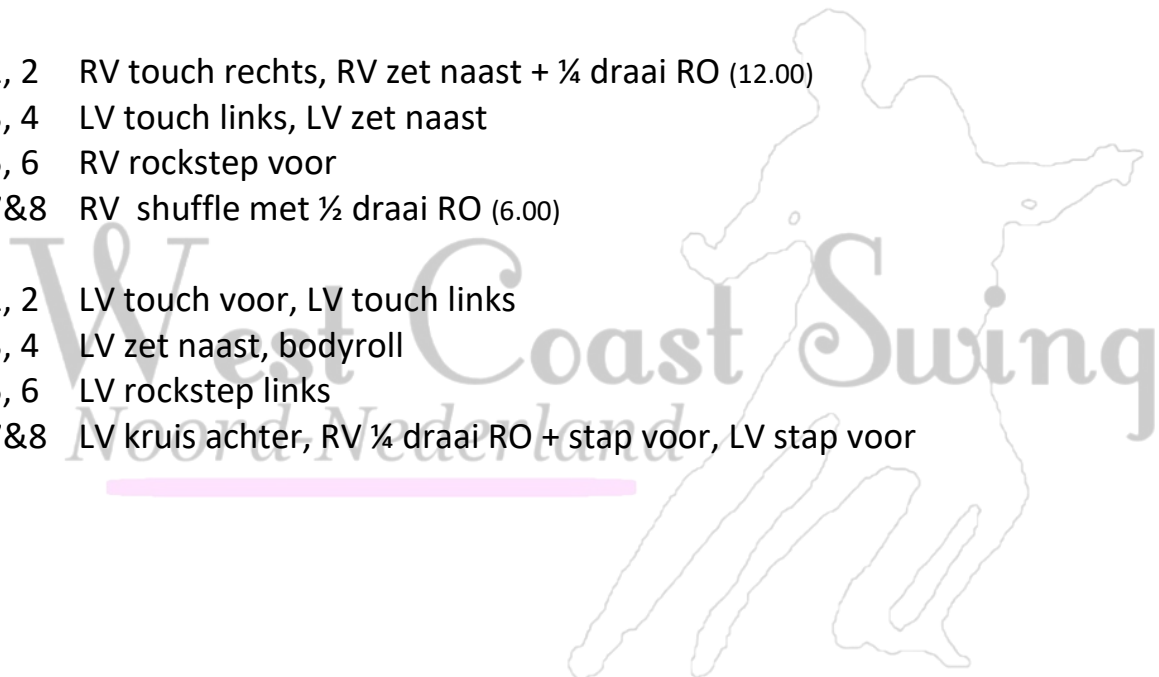 , 2 RV touch rechts, RV zet naast + ¼ draai RO (12.00)
, 4 LV touch links, LV zet naast
, 6 RV rockstep voor
&8 RV shuffle met ½ draai RO (6.00)
, 2 LV touch voor, LV touch links
, 4 LV zet naast, bodyroll
, 6 LV rockstep links
&8 LV kruis achter, RV ¼ draai RO + stap voor, LV stap voor
West Coast Swing
Noord-Nederland